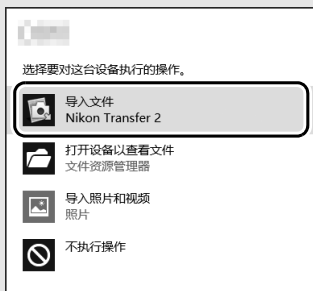 选择要对这台设备执行的操作。
导入文件
Nikon Transfer 2
打开设备以查看文件
文件资源管理器
导入照片和视频
照片
不执行操作